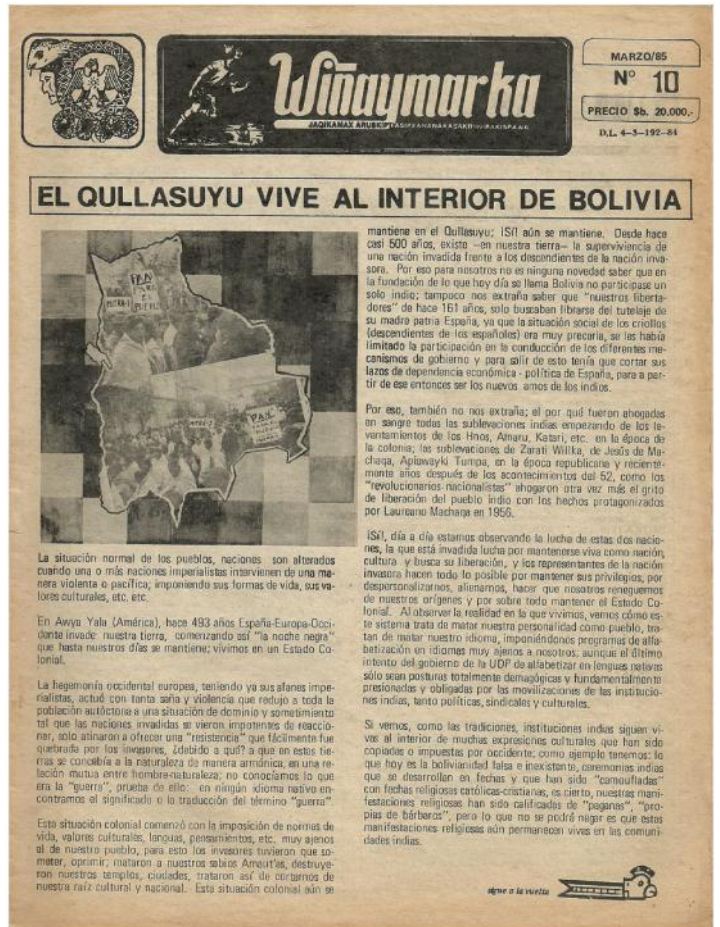 Wiñaymarka
MARZO/85
N° 10
PRECIO $b. 20.000,-
D.L. 4-3-192-84
EL QULLASUYU VIVE AL INTERIOR DE BOLIVIA
PAN
PARA
EL
PUEBLO
PAN
La situación normal de los pueblos, naciones son alterados
cuando una o más naciones imperialistas intervienen de una ma-
nera violenta o pacífica; imponiendo sus formas de vida, sus va-
lores culturales, etc. etc.
En Awya Yala (América), hace 493 años España-Europa-Occi-
dente invade nuestra tierra, comenzando así "la noche negra"
que hasta nuestros días se mantiene; vivimos en un Estado Co-
lonial.
La hegemonía occidental europea, teniendo ya sus afanes impe-
rialistas, actuó con tanta saña y violencia que redujo a toda la
población autóctona a una situación de dominio y sometimiento
tal que las naciones invadidas se vieron impotentes de reaccio-
ner, solo atinaron a ofrecer una "resistencia" que fácilmente fue
quebrada por los invasores, ¿debido a qué? a que en estas tie-
rras se concebía a la naturaleza de manera armónica, en una re-
lación mutua entre hombre-naturaleza; no conocíamos lo que
era la "guerra", prueba de ello: en ningún idioma nativo en-
contramos el significado o la traducción del término "guerra".
Esta situación colonial comenzó con la imposición de normas de
vida, valores culturales, lenguas, pensamientos, etc. muy ajenos
al de nuestro pueblo, para esto los invasores tuvieron que so-
meter, oprimir; mataron a nuestros sabios Amaut'as, destruye-
ron nuestros templos, ciudades, trataron así de cortarnos de
nuestra raíz cultural y nacional. Esta situación colonial aún se
mantiene en el Qullasuyu; ¡SI! aún se mantiene. Desde hace
casi 500 años, existe —en nuestra tierra— la supervivencia de
una nación invadida frente a los descendientes de la nación inva-
sora. Por eso para nosotros no es ninguna novedad saber que en
la fundación de lo que hoy día se llama Bolivia no participase un
solo indio; tampoco nos extraña saber que "nuestros liberta-
dores" de hace 161 años, solo buscaban librarse del tutelaje de
su madre patria España, ya que la situación social de los criollos
(descendientes de los españoles) era muy precaria, se les había
limitado la participación en la conducción de los diferentes me-
canismos de gobierno y para salir de esto tenía que cortar sus
lazos de dependencia económica - política de España, para a par-
tir de ese entonces ser los nuevos amos de los indios.
Por eso, también no nos extraña; el por qué fueron ahogadas
en sangre todas las sublevaciones indias empezando de los le-
vantamientos de los Hnos, Amaru, Katari, etc. en la época de
la colonia; las sublevaciones de Zarati Willka, de Jesús de Ma-
chaqa, Apiawayki Tumpa, en la época republicana y reciente-
mente años después de los acontecimientos del 52, como los
"revolucionarios-nacionalistas" ahogaron otra vez más el grito
de liberación del pueblo indio con los hechos protagonizados
por Laureano Machaqa en 1956.
¡Sí!, día a día estamos observando la lucha de estas dos nacio-
nes, la que está invadida lucha por mantenerse viva como nación,
cultura y busca su liberación, y los representantes de la nación
invasora hacen todo lo posible por mantener sus privilegios, por
despersonalizarnos, alienarnos, hacer que nosotros reneguemos
de nuestros orígenes y por sobre todo mantener el Estado Co-
lonial. Al observar la realidad en la que vivimos, vemos cómo es-
te sistema trata de matar nuestra personalidad como pueblo, tra-
tan de matar nuestro idioma, imponiéndonos programas de alfa-
betización en idiomas muy ajenos a nosotros, aunque el último
intento del gobierno de la UDP de alfabetizar en lenguas nativas
sólo sean posturas totalmente demagógicas y fundamentalmente
presionadas y obligadas por las movilizaciones de las institucio-
nes indias, tanto políticas, sindicales y culturales.
Si vemos, como las tradiciones, instituciones indias siguen vi-
vas al interior de muchas expresiones culturales que han sido
copiadas o impuestas por occidente; como ejemplo tenemos: lo
que hoy es la bolivianidad falsa e inexistente, ceremonias indias
que se desarrollan en fechas y que han sido "camoufladas"
con fechas religiosas católicas-cristianas, es cierto, nuestras mani-
festaciones religiosas han sido calificadas de "paganas", "pro-
pias de bárbaros", pero lo que no se podrá negar es que estas
manifestaciones religiosas aún permanecen vivas en las comuni-
dades indias.
sigue a la vuelta